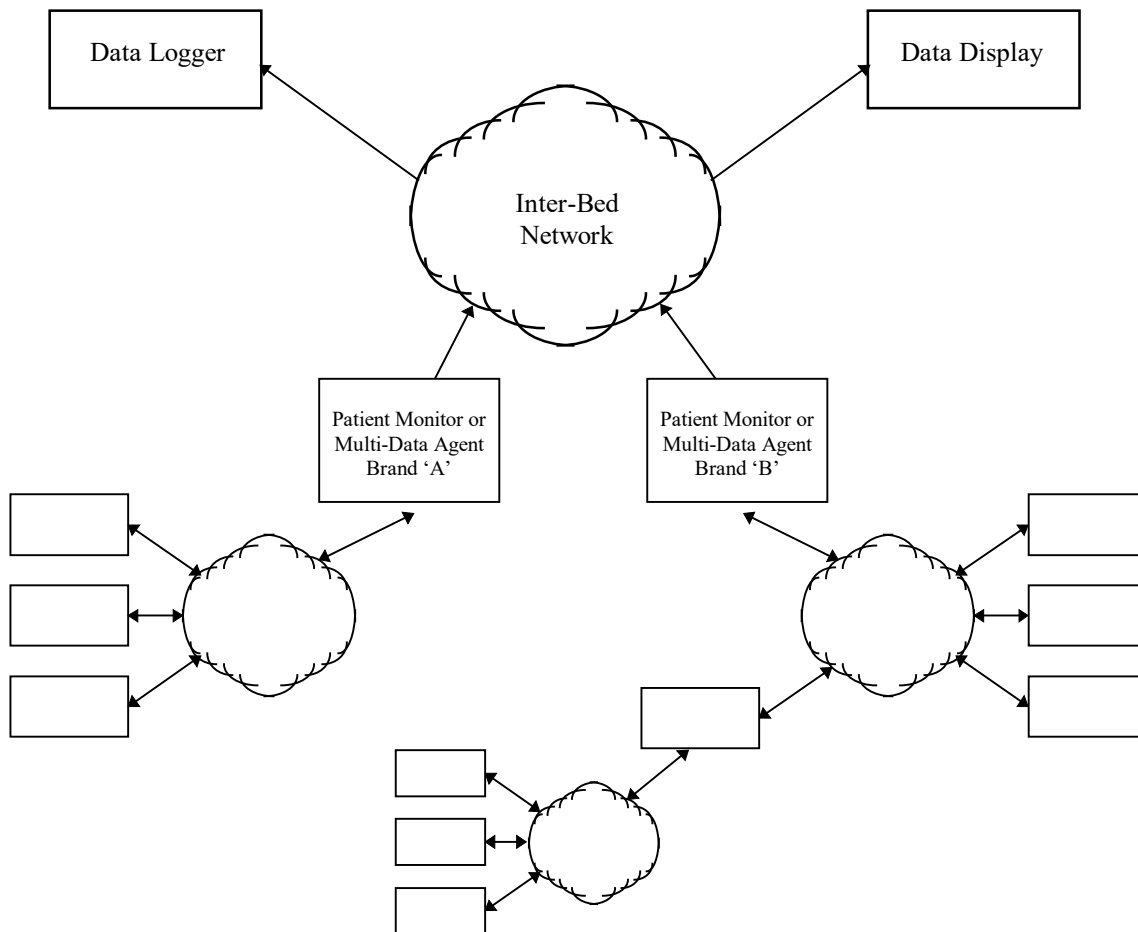 Data Logger
Data Display
Inter-Bed
Network
Patient Monitor or
Multi-Data Agent
Brand ‘A’
Patient Monitor or
Multi-Data Agent
Brand ‘B’